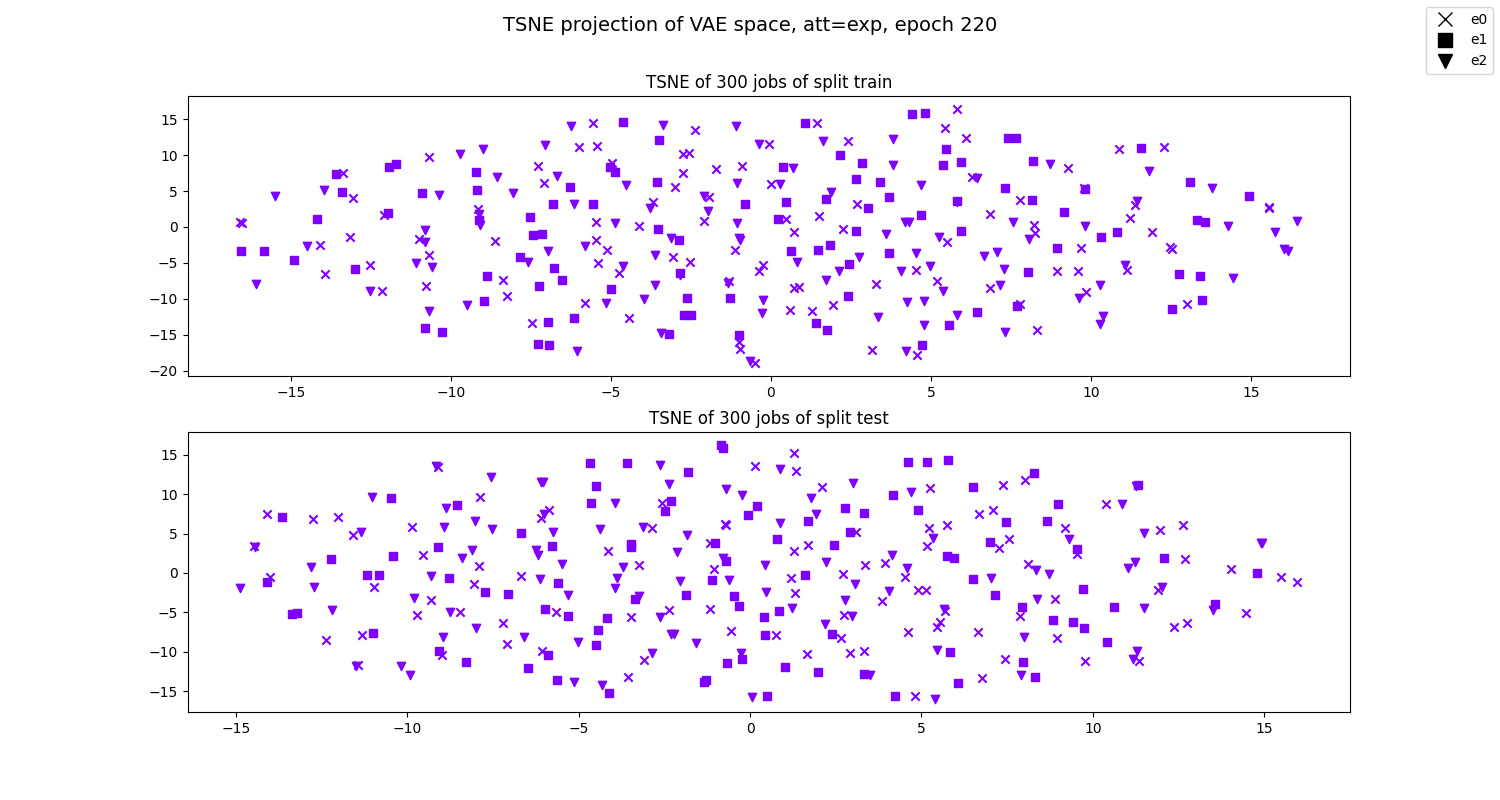 TSNE projection of VAE space, att=exp, epoch 220
e0
e1
e2
TSNE of 300 jobs of split train
15
10
5
0
−5
−10
−15
−20
−15 −10 −5 0 5 10 15
TSNE of 300 jobs of split test
15
10
5
0
−5
−10
−15
−15 −10 −5 0 5 10 15